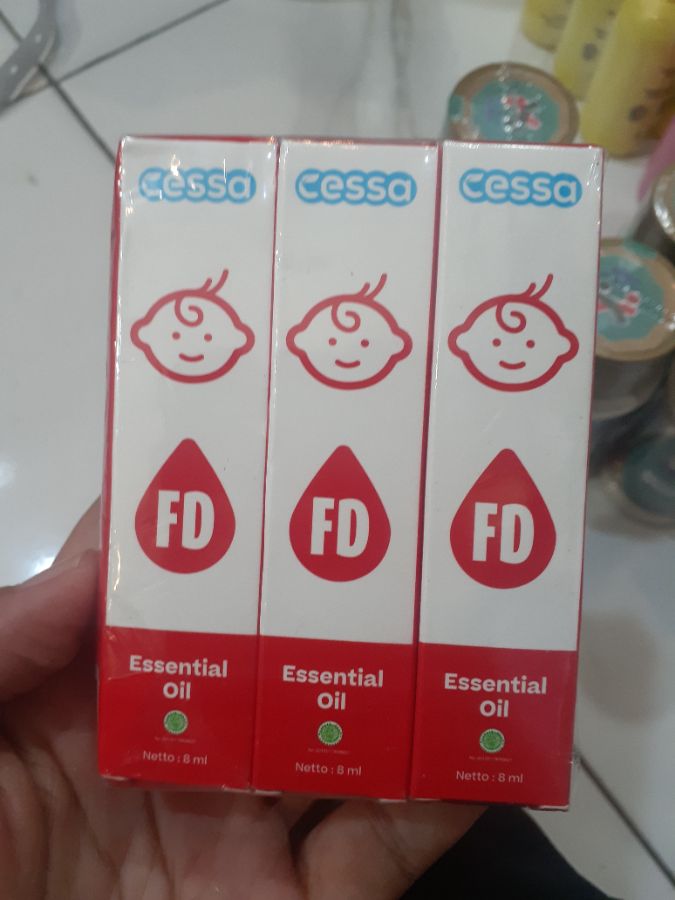 cessa
FD
Essential
Oil
Netto : 8 ml
cessa
FD
Essential
Oil
Netto : 8 ml
cessa
FD
Essential
Oil
Netto : 8 ml